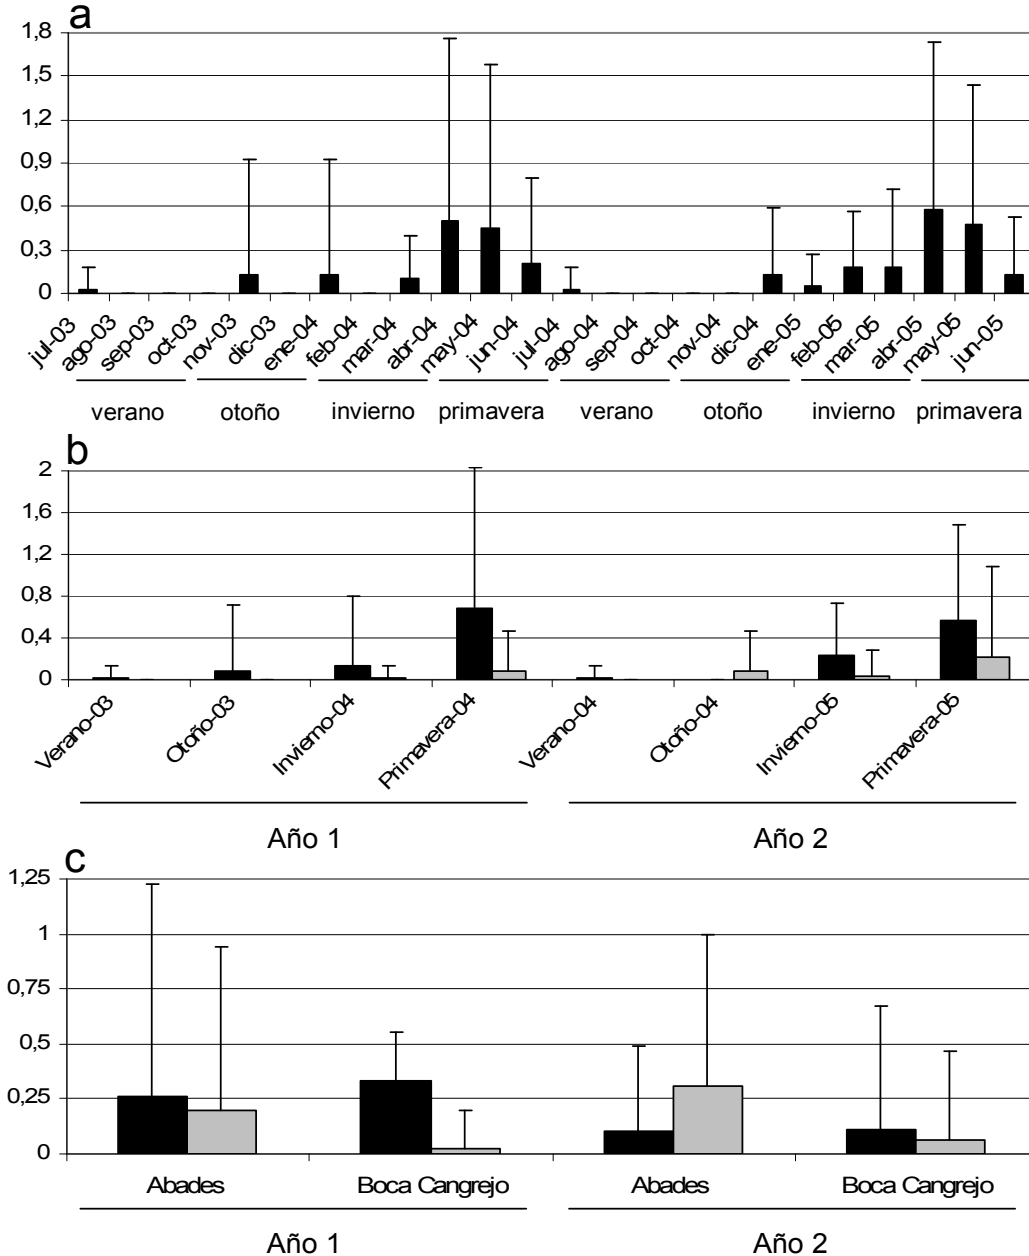 a
1,8
1,5
1,2
0,9
0,6
0,3
0
jul-03 ago-03 sep-03 oct-03 nov-03 dic-03 ene-04 feb-04 mar-04 abr-04 may-04 jun-04 jul-04 ago-04 sep-04 oct-04 nov-04 dic-04 ene-05 feb-05 mar-05 abr-05 may-05 jun-05
verano otoño invierno primavera verano otoño invierno primavera
b
2
1,6
1,2
0,8
0,4
0
Verano-03 Otoño-03 Invierno-04 Primavera-04 Verano-04 Otoño-04 Invierno-05 Primavera-05
Año 1 Año 2
c
1,25
1
0,75
0,5
0,25
0
Abades Boca Cangrejo Abades Boca Cangrejo
Año 1 Año 2